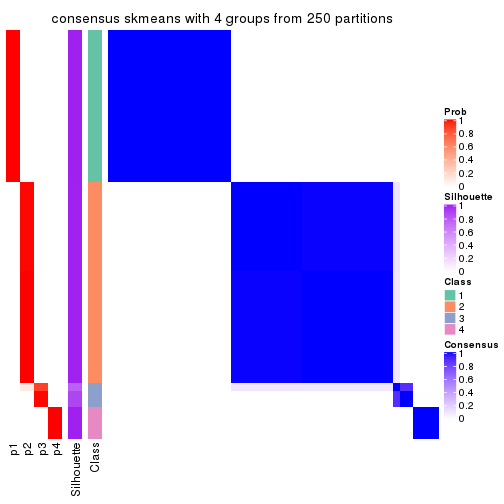 consensus skmeans with 4 groups from 250 partitions
Prob
1
0.8
0.6
0.4
0.2
0
Silhouette
1
0.8
0.6
0.4
0.2
0
Class
1
2
3
4
Consensus
1
0.8
0.6
0.4
0.2
0
p1
p2
p3
p4
Silhouette
Class